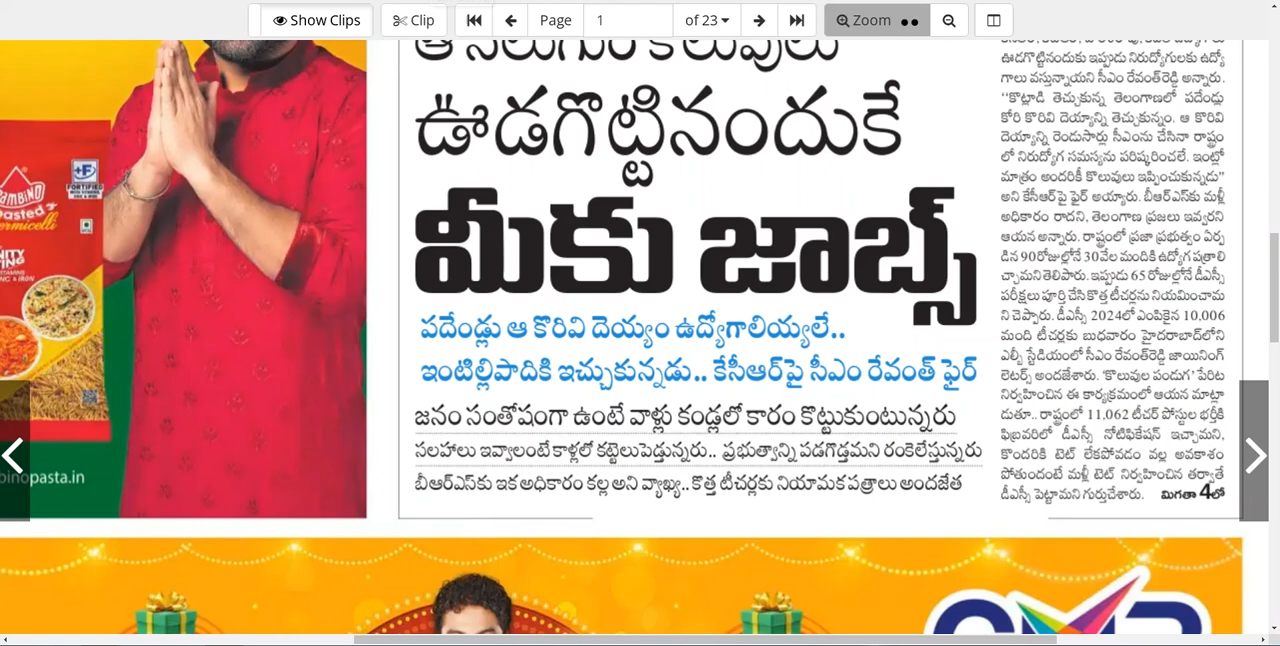 Show Clips
Clip
Page
1
of 23
Zoom
ఊడగొట్టినందుకే
మీకు జాబ్స్
పదేండ్లు ఆ కొరివి దెయ్యం ఉద్యోగాలియ్యలే..
ఇంటిల్లిపాదికి ఇచ్చుకున్నడు.. కేసీఆర్‌పై సీఎం రేవంత్ ఫైర్
జనం సంతోషంగా ఉంటే వాళ్లు కండ్లలో కారం కొట్టుకుంటున్నరు
సలహాలు ఇవ్వాలంటే కాళ్లలో కట్టెలు పెడ్తున్నరు.. ప్రభుత్వాన్ని పడగొడ్తమని రంకెలేస్తున్నరు
బీఆర్ఎస్‌కు ఇక అధికారం కల్ల అని వ్యాఖ్య.. కొత్త టీచర్లకు నియామక పత్రాలు అందజేత
ఊడగొట్టినందుకు ఇప్పుడు నిరుద్యోగులకు ఉద్యో
గాలు వస్తున్నాయని సీఎం రేవంత్‌రెడ్డి అన్నారు.
‘‘కొట్లాడి తెచ్చుకున్న తెలంగాణలో పదేండ్లు
కోరి కొరివి దెయ్యాన్ని తెచ్చుకున్నం. ఆ కొరివి
దెయ్యాన్ని రెండుసార్లు సీఎంను చేసినా రాష్ట్రం
లో నిరుద్యోగ సమస్యను పరిష్కరించలే. ఇంట్లో
మాత్రం అందరికీ కొలువులు ఇప్పించుకున్నడు”
అని కేసీఆర్‌పై ఫైర్ అయ్యారు. బీఆర్ఎస్‌కు మళ్లీ
అధికారం రాదని, తెలంగాణ ప్రజలు ఇవ్వరని
ఆయన అన్నారు. రాష్ట్రంలో ప్రజా ప్రభుత్వం ఏర్ప
డిన 90 రోజుల్లోనే 30 వేల మందికి ఉద్యోగ పత్రాలి
చ్చామని తెలిపారు. ఇప్పుడు 65 రోజుల్లోనే డీఎస్సీ
పరీక్షలు పూర్తి చేసి కొత్త టీచర్లను నియమించామ
ని చెప్పారు. డీఎస్సీ 2024లో ఎంపికైన 10,006
మంది టీచర్లకు బుధవారం హైదరాబాద్‌లోని
ఎల్బీ స్టేడియంలో సీఎం రేవంత్‌రెడ్డి జాయినింగ్
లెటర్స్ అందజేశారు. ‘కొలువుల పండుగ’ పేరిట
నిర్వహించిన ఈ కార్యక్రమంలో ఆయన మాట్లా
డుతూ.. రాష్ట్రంలో 11,062 టీచర్ పోస్టుల భర్తీకి
ఫిబ్రవరిలో డీఎస్సీ నోటిఫికేషన్ ఇచ్చామని,
కొందరికి టెట్ లేకపోవడం వల్ల అవకాశం
పోతుందంటే మళ్లీ టెట్ నిర్వహించిన తర్వాతే
డీఎస్సీ పెట్టామని గుర్తుచేశారు. మిగతా 4లో
+F
FORTIFIED
binopasta.in